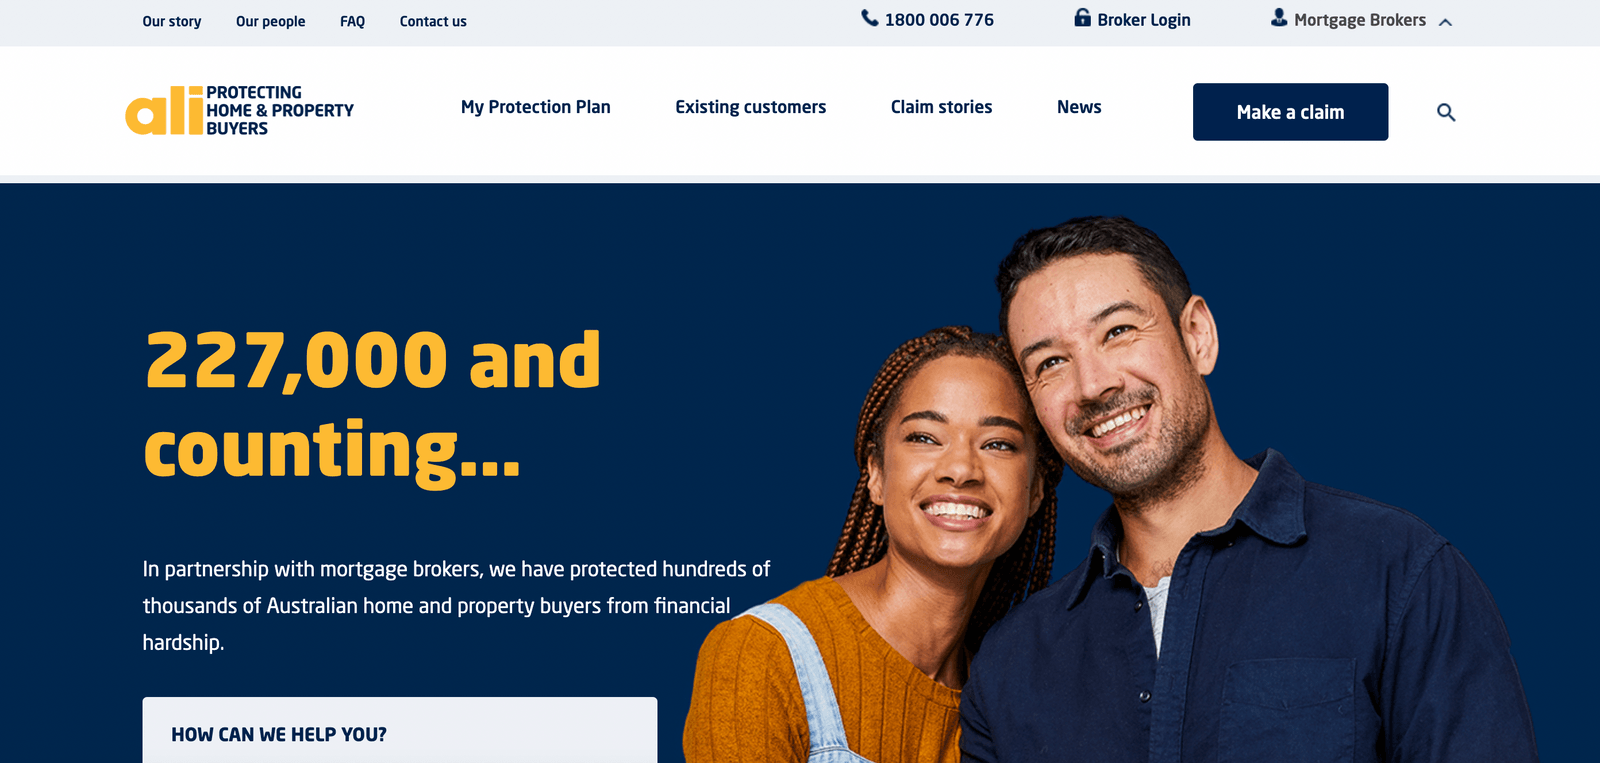 Our story
Our people
FAQ
Contact us
1800 006 776
Broker Login
Mortgage Brokers
ali
PROTECTING
HOME & PROPERTY
BUYERS
My Protection Plan
Existing customers
Claim stories
News
Make a claim
227,000 and
counting...
In partnership with mortgage brokers, we have protected hundreds of
thousands of Australian home and property buyers from financial
hardship.
HOW CAN WE HELP YOU?